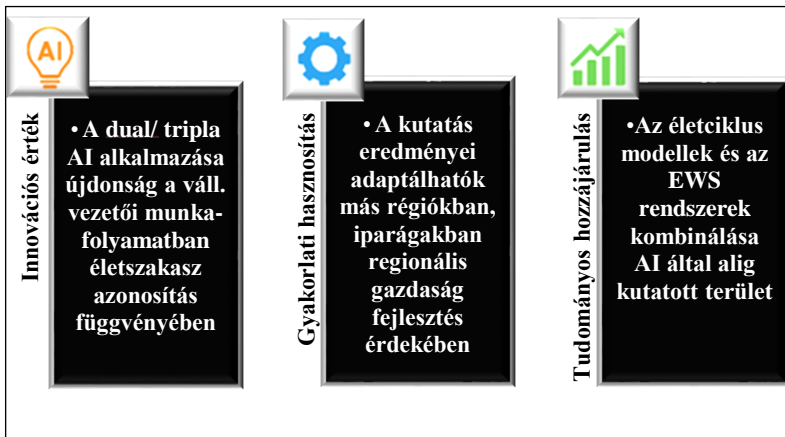 AI
Innovációs érték
• A dual/ tripla
AI alkalmazása
újdonság a váll.
vezetői munka-
folyamatban
életszakasz
azonosítás
függvényében
Gyakorlati hasznosítás
• A kutatás
eredményei
adaptálhatók
más régiókban,
iparágakban
regionális
gazdaság
fejlesztés
érdekében
Tudományos hozzájárulás
•Az életciklus
modellek és az
EWS
rendszerek
kombinálása
AI által alig
kutatott terület